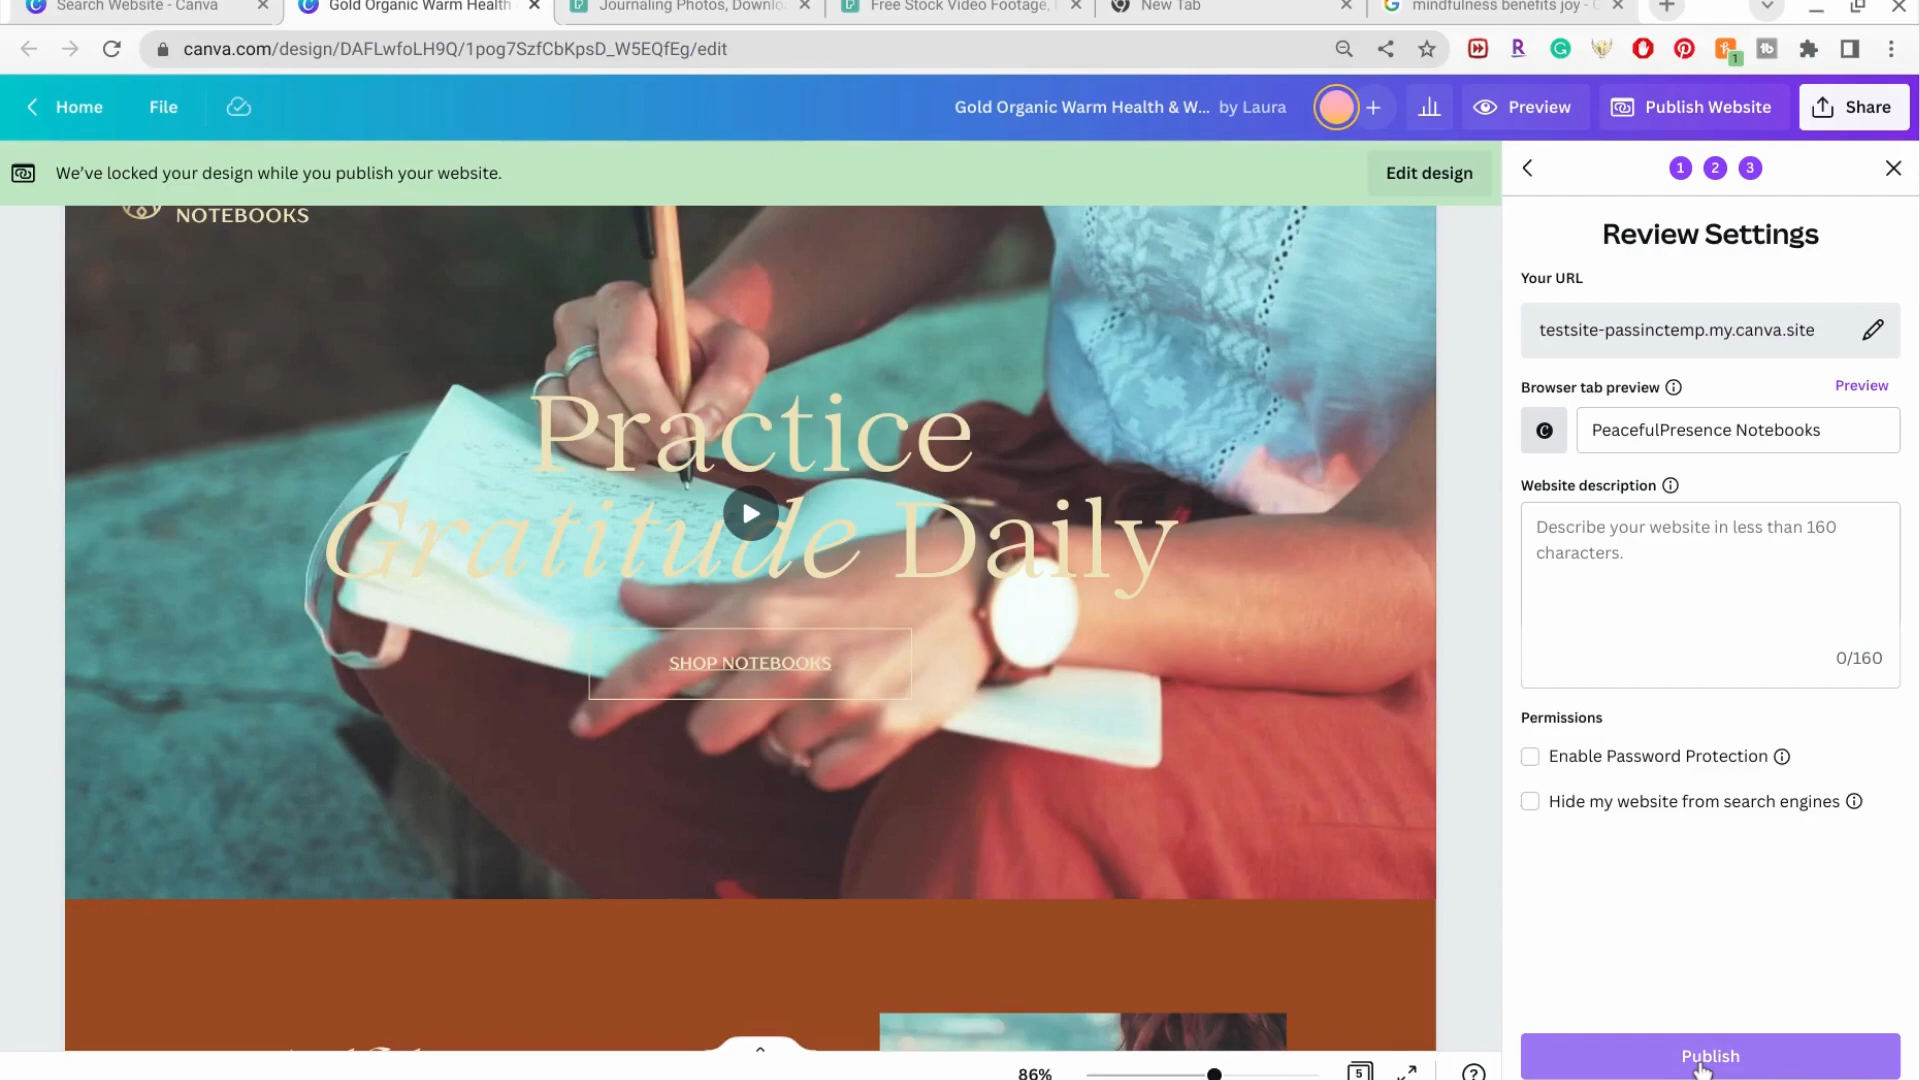 Search Website - Canva
Gold Organic Warm Health
Journaling Photos, Downlo
Free Stock Video Footage,
New Tab
mindfulness benefits joy -
canva.com/design/DAFLwfoLH9Q/1pog7SzfCbKpsD_W5EQfEg/edit
1
Home
File
Gold Organic Warm Health & W... by Laura
Preview
Publish Website
Share
We've locked your design while you publish your website.
Edit design
1 2 3
NOTEBOOKS
Practice
Gratitude Daily
SHOP NOTEBOOKS
Review Settings
Your URL
testsite-passinctemp.my.canva.site
Browser tab preview
Preview
PeacefulPresence Notebooks
Website description
Describe your website in less than 160
characters.
0/160
Permissions
Enable Password Protection
Hide my website from search engines
Publish
86%
5